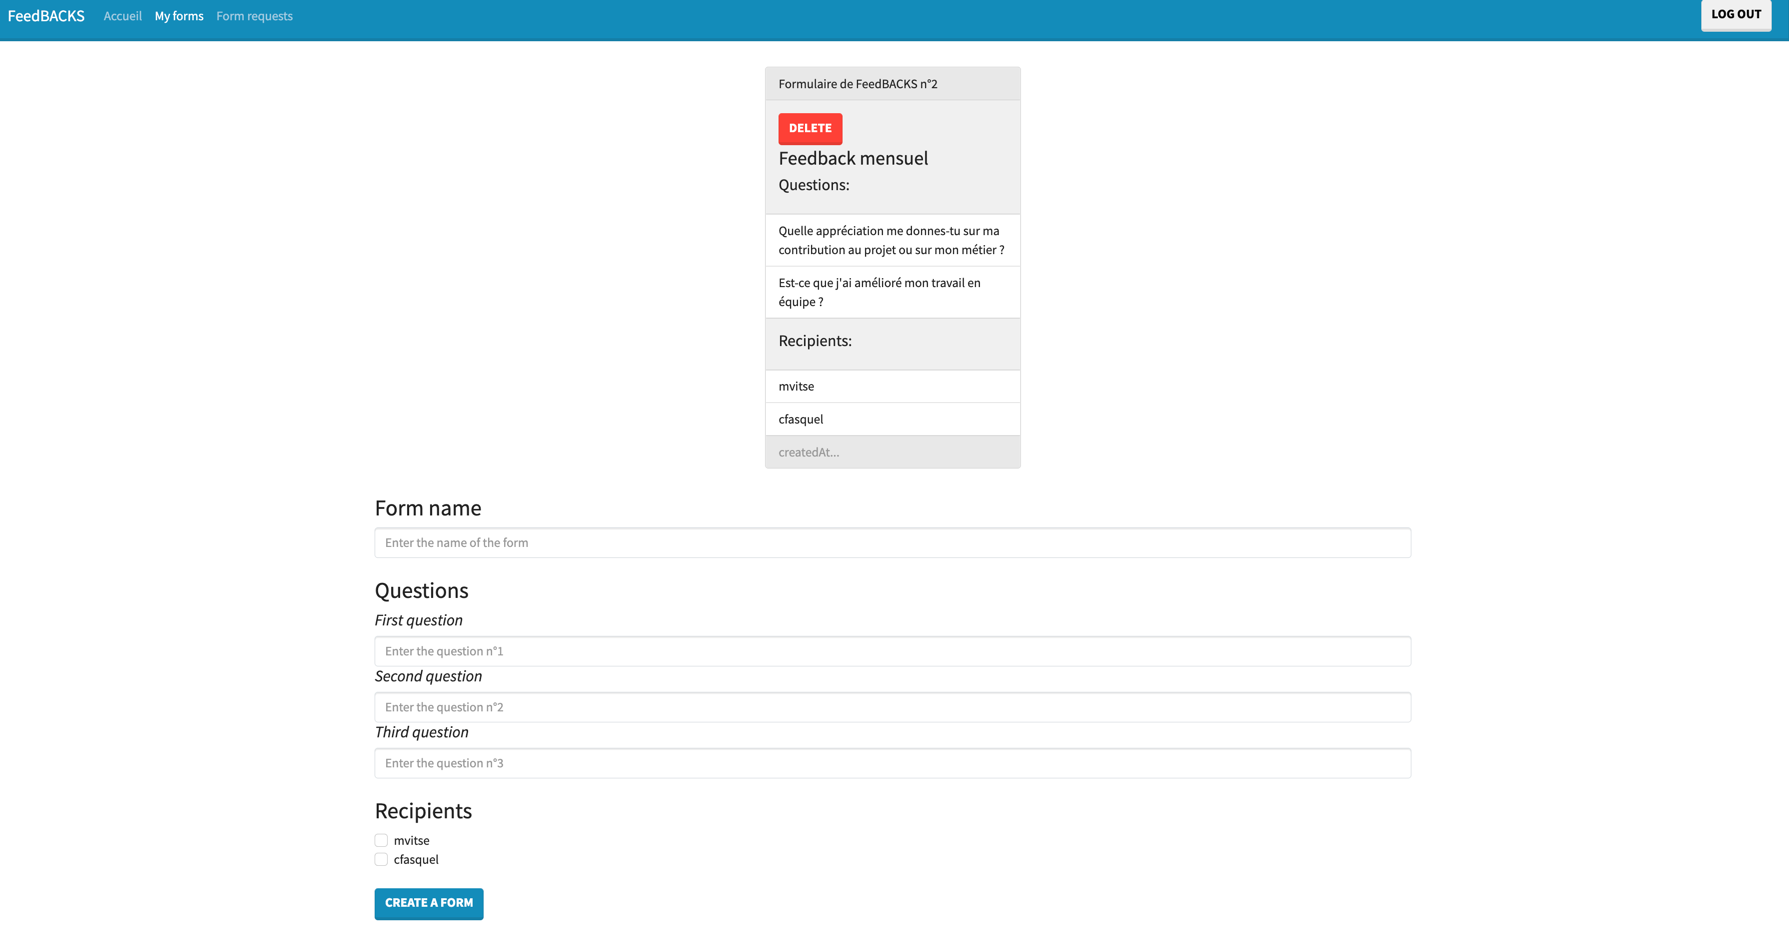 FeedBACKS Accueil My forms Form requests LOG OUT
Formulaire de FeedBACKS n°2
DELETE
Feedback mensuel
Questions:
Quelle appréciation me donnes-tu sur ma
contribution au projet ou sur mon métier ?
Est-ce que j'ai amélioré mon travail en
équipe ?
Recipients:
mvitse
cfasquel
createdAt...
Form name
Enter the name of the form
Questions
First question
Enter the question n°1
Second question
Enter the question n°2
Third question
Enter the question n°3
Recipients
mvitse
cfasquel
CREATE A FORM